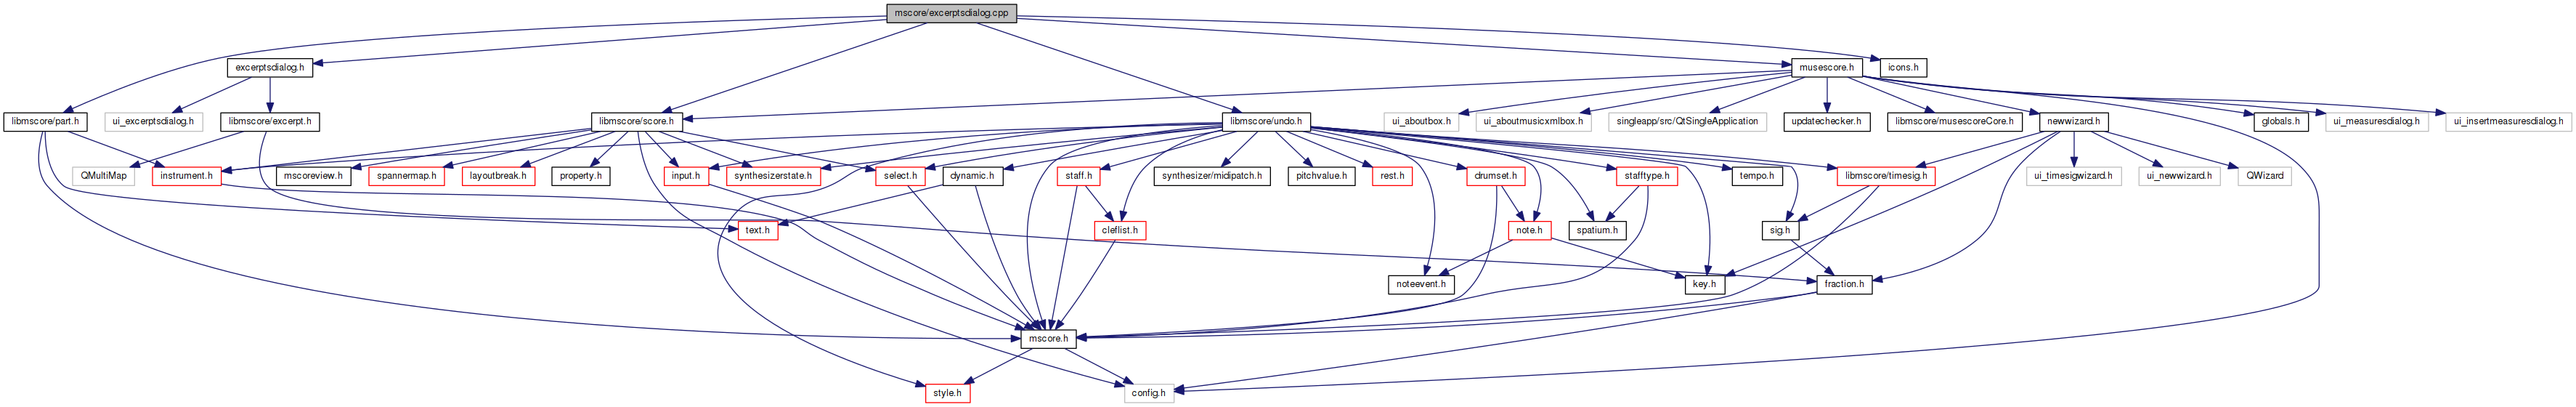 mscore/excerptsdialog.cpp
excerptsdialog.h
musescore.h
icons.h
libmscore/part.h
ui_excerptsdialog.h
libmscore/excerpt.h
libmscore/score.h
libmscore/undo.h
ui_aboutbox.h
ui_aboutmusicxmlbox.h
singleapp/src/QtSingleApplication
updatechecker.h
libmscore/musescoreCore.h
newwizard.h
globals.h
ui_measuresdialog.h
ui_insertmeasuresdialog.h
QMultiMap
instrument.h
mscoreview.h
spannermap.h
layoutbreak.h
property.h
input.h
synthesizerstate.h
select.h
dynamic.h
staff.h
synthesizer/midipatch.h
pitchvalue.h
rest.h
drumset.h
stafftype.h
tempo.h
libmscore/timesig.h
ui_timesigwizard.h
ui_newwizard.h
QWizard
text.h
cleflist.h
note.h
spatium.h
sig.h
noteevent.h
key.h
fraction.h
mscore.h
style.h
config.h